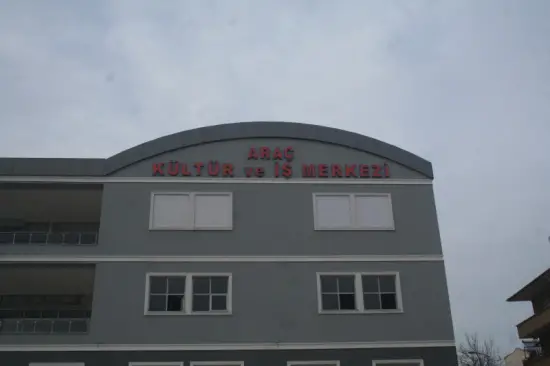 ARAÇ
KÜLTÜR ve İŞ MERKEZİ